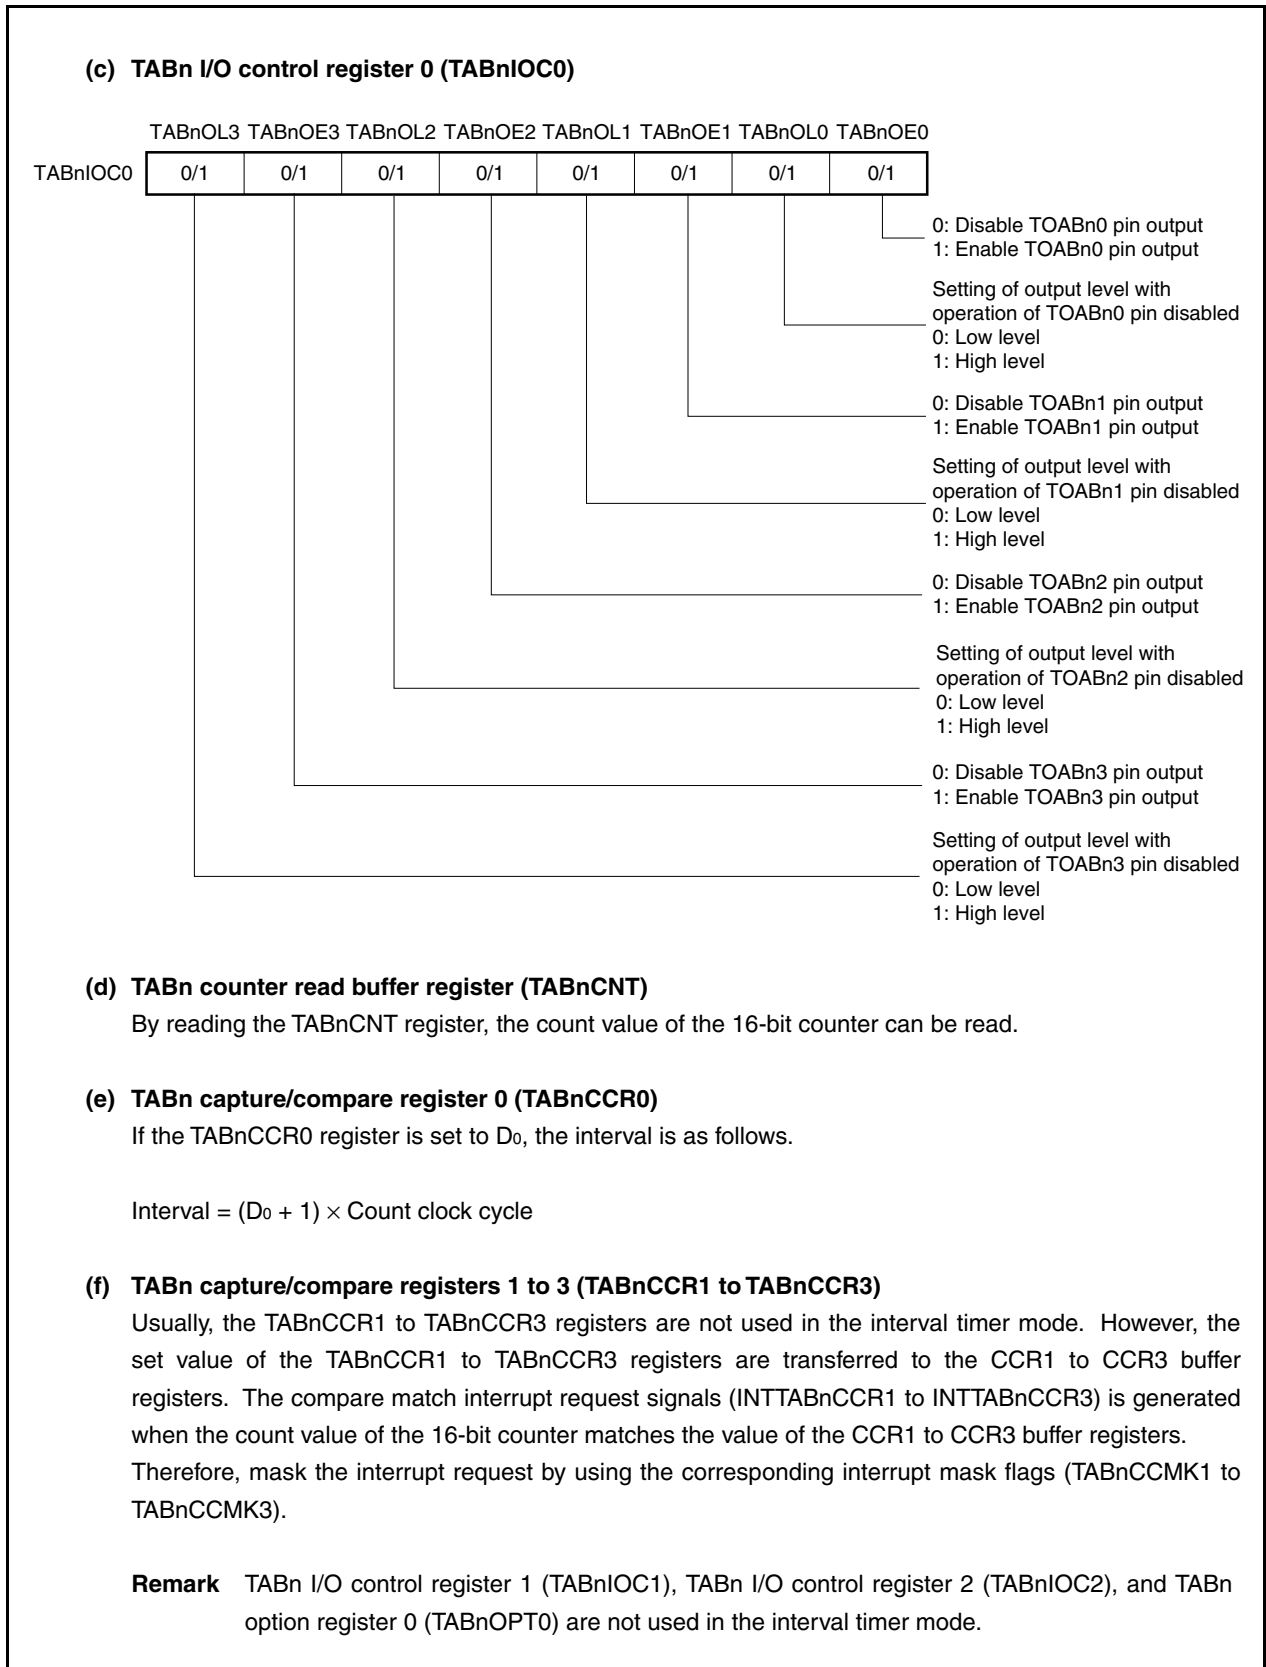 (c) TABn I/O control register 0 (TABnIOC0)
TABnOL3 TABnOE3 TABnOL2 TABnOE2 TABnOL1 TABnOE1 TABnOL0 TABnOE0
TABnIOC0 0/1 0/1 0/1 0/1 0/1 0/1 0/1 0/1
0: Disable TOABn0 pin output
1: Enable TOABn0 pin output
Setting of output level with
operation of TOABn0 pin disabled
0: Low level
1: High level
0: Disable TOABn1 pin output
1: Enable TOABn1 pin output
Setting of output level with
operation of TOABn1 pin disabled
0: Low level
1: High level
0: Disable TOABn2 pin output
1: Enable TOABn2 pin output
Setting of output level with
operation of TOABn2 pin disabled
0: Low level
1: High level
0: Disable TOABn3 pin output
1: Enable TOABn3 pin output
Setting of output level with
operation of TOABn3 pin disabled
0: Low level
1: High level
(d) TABn counter read buffer register (TABnCNT)
By reading the TABnCNT register, the count value of the 16-bit counter can be read.
(e) TABn capture/compare register 0 (TABnCCR0)
If the TABnCCR0 register is set to D0, the interval is as follows.
Interval = (D0 + 1) × Count clock cycle
(f) TABn capture/compare registers 1 to 3 (TABnCCR1 to TABnCCR3)
Usually, the TABnCCR1 to TABnCCR3 registers are not used in the interval timer mode. However, the
set value of the TABnCCR1 to TABnCCR3 registers are transferred to the CCR1 to CCR3 buffer
registers. The compare match interrupt request signals (INTTABnCCR1 to INTTABnCCR3) is generated
when the count value of the 16-bit counter matches the value of the CCR1 to CCR3 buffer registers.
Therefore, mask the interrupt request by using the corresponding interrupt mask flags (TABnCCMK1 to
TABnCCMK3).
Remark TABn I/O control register 1 (TABnIOC1), TABn I/O control register 2 (TABnIOC2), and TABn
option register 0 (TABnOPT0) are not used in the interval timer mode.